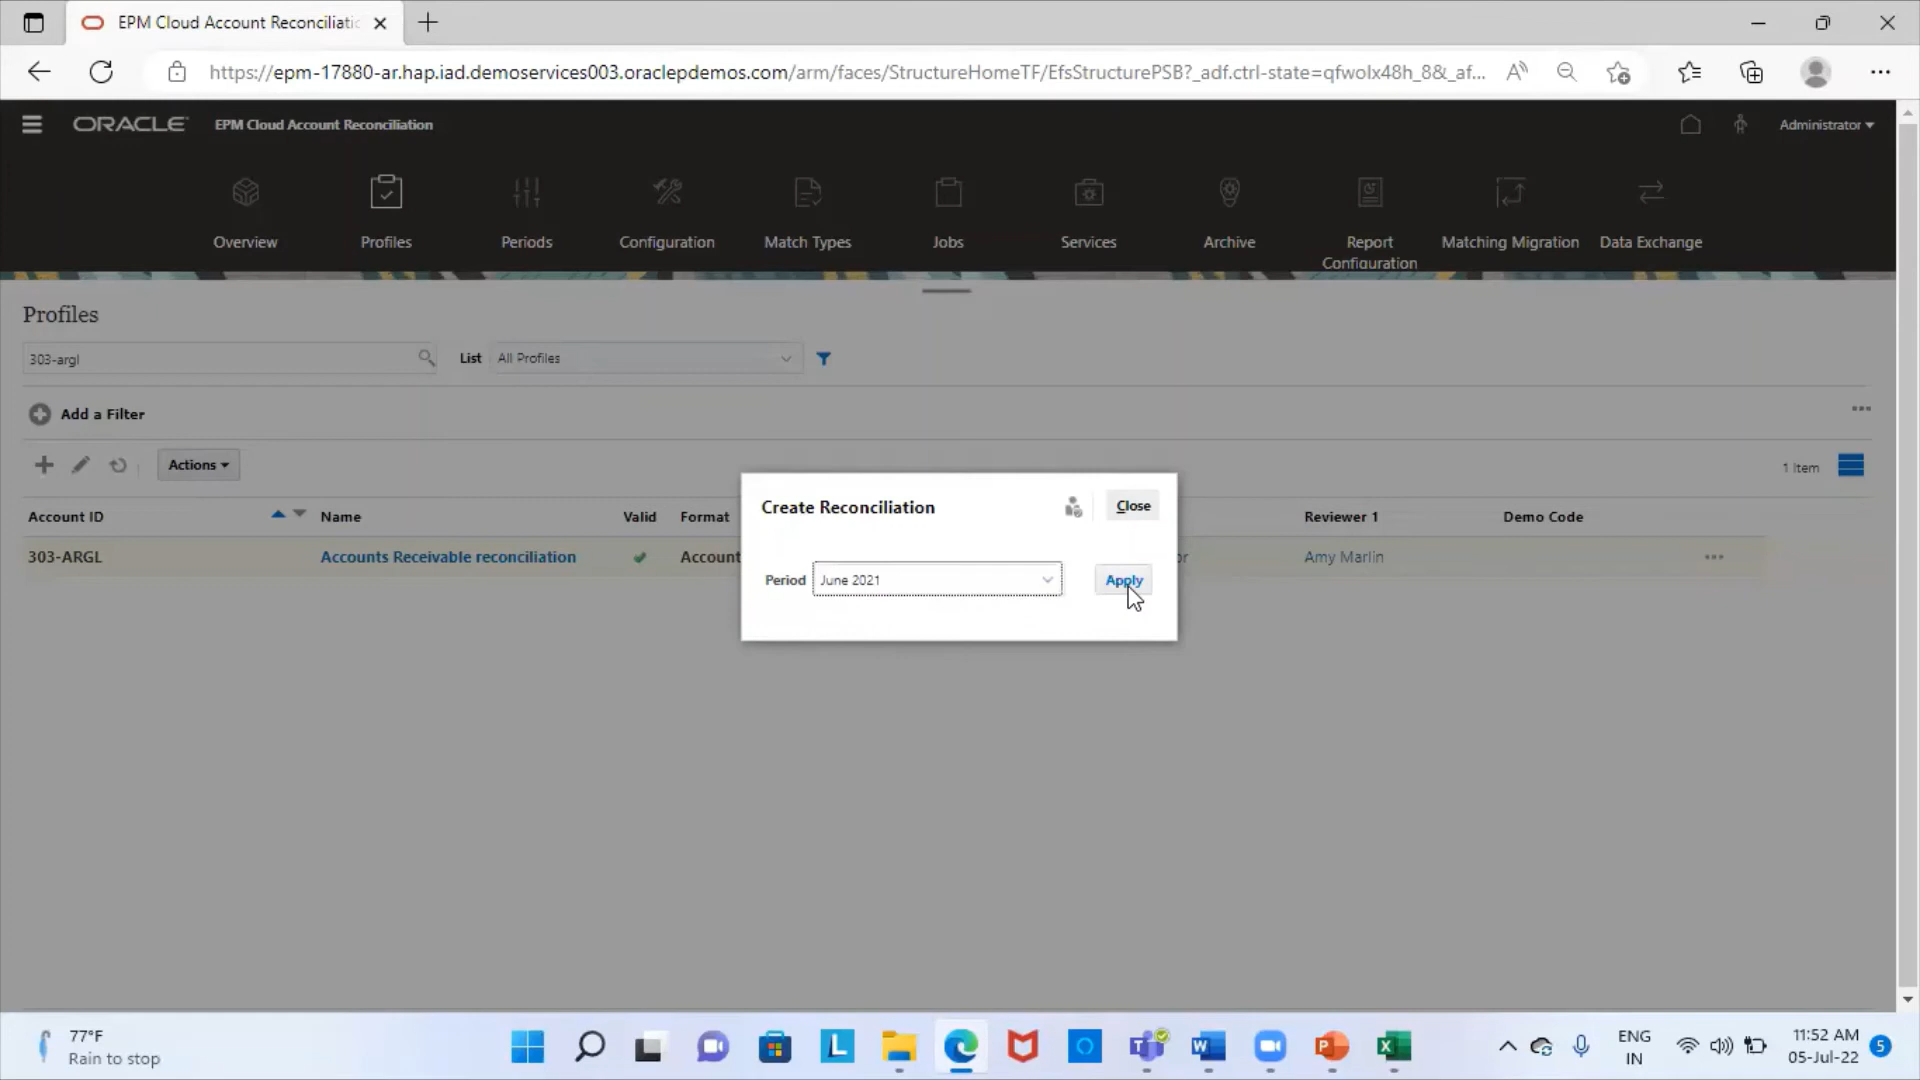 EPM Cloud Account Reconciliatic
https://epm-17880-ar.hap.iad.demoservices003.oraclepdemos.com/arm/faces/StructureHomeTF/EfsStructurePSB?_adf.ctrl-state=qfwolx48h_8&_af...
ORACLE EPM Cloud Account Reconciliation Administrator
Overview Profiles Periods Configuration Match Types Jobs Services Archive Report Configuration Matching Migration Data Exchange
Profiles
303-argl List All Profiles
Add a Filter
Actions 1 Item
Account ID Name Valid Format Reviewer 1 Demo Code
303-ARGL Accounts Receivable reconciliation Account or Amy Marlin
Create Reconciliation Close
Period June 2021 Apply
77°F
Rain to stop
ENG
IN
11:52 AM
05-Jul-22
5